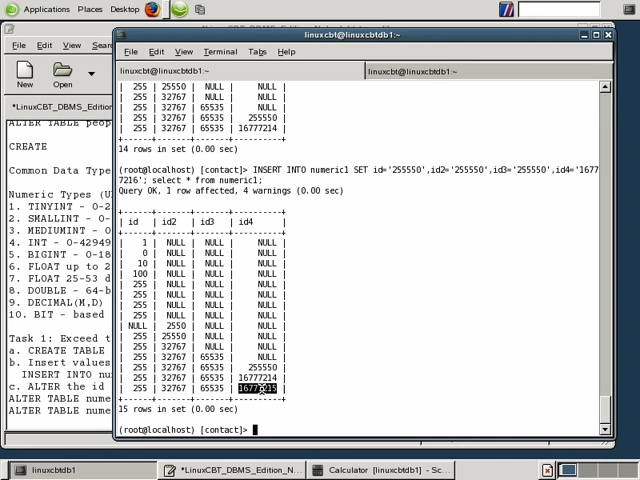 Applications Places Desktop
linuxcbt@linuxcbtdb1:~
File Edit View Sear
New Open
*LinuxCBT_DBMS_Edition
ALTER TABLE peop
CREATE
Common Data Type
Numeric Types (U
1. TINYINT - 0-2
2. SMALLINT - 0-
3. MEDIUMINT - 0
4. INT - 0-42949
5. BIGINT - 0-18
6. FLOAT up to 2
7. FLOAT 25-53 d
8. DOUBLE - 64-b
9. DECIMAL(M,D)
10. BIT - based
Task 1: Exceed t
a. CREATE TABLE
b. Insert values
INSERT INTO nu
c. ALTER the id
ALTER TABLE nume
ALTER TABLE nume
File Edit View Terminal Tabs Help
linuxcbt@linuxcbtdb1:~ linuxcbt@linuxcbtdb1:~
| 255 | 25550 | NULL | NULL |
| 255 | 32767 | NULL | NULL |
| 255 | 32767 | 65535 | NULL |
| 255 | 32767 | 65535 | 255550 |
| 255 | 32767 | 65535 | 16777214 |
+------+-------+-------+----------+
14 rows in set (0.00 sec)
(root@localhost) [contact]> INSERT INTO numeric1 SET id='255550',id2='255550',id3='255550',id4='1677
7216'; select * from numeric1;
Query OK, 1 row affected, 4 warnings (0.00 sec)
+------+-------+-------+----------+
| id | id2 | id3 | id4 |
+------+-------+-------+----------+
| 1 | NULL | NULL | NULL |
| 0 | NULL | NULL | NULL |
| 10 | NULL | NULL | NULL |
| 100 | NULL | NULL | NULL |
| 255 | NULL | NULL | NULL |
| 255 | NULL | NULL | NULL |
| 255 | NULL | NULL | NULL |
| 255 | NULL | NULL | NULL |
| NULL | 2550 | NULL | NULL |
| 255 | 25550 | NULL | NULL |
| 255 | 32767 | NULL | NULL |
| 255 | 32767 | 65535 | NULL |
| 255 | 32767 | 65535 | 255550 |
| 255 | 32767 | 65535 | 16777214 |
| 255 | 32767 | 65535 | 16777215 |
+------+-------+-------+----------+
15 rows in set (0.00 sec)
(root@localhost) [contact]>
linuxcbtdb1 *LinuxCBT_DBMS_Edition_N... Calculator [linuxcbtdb1] - Sc...